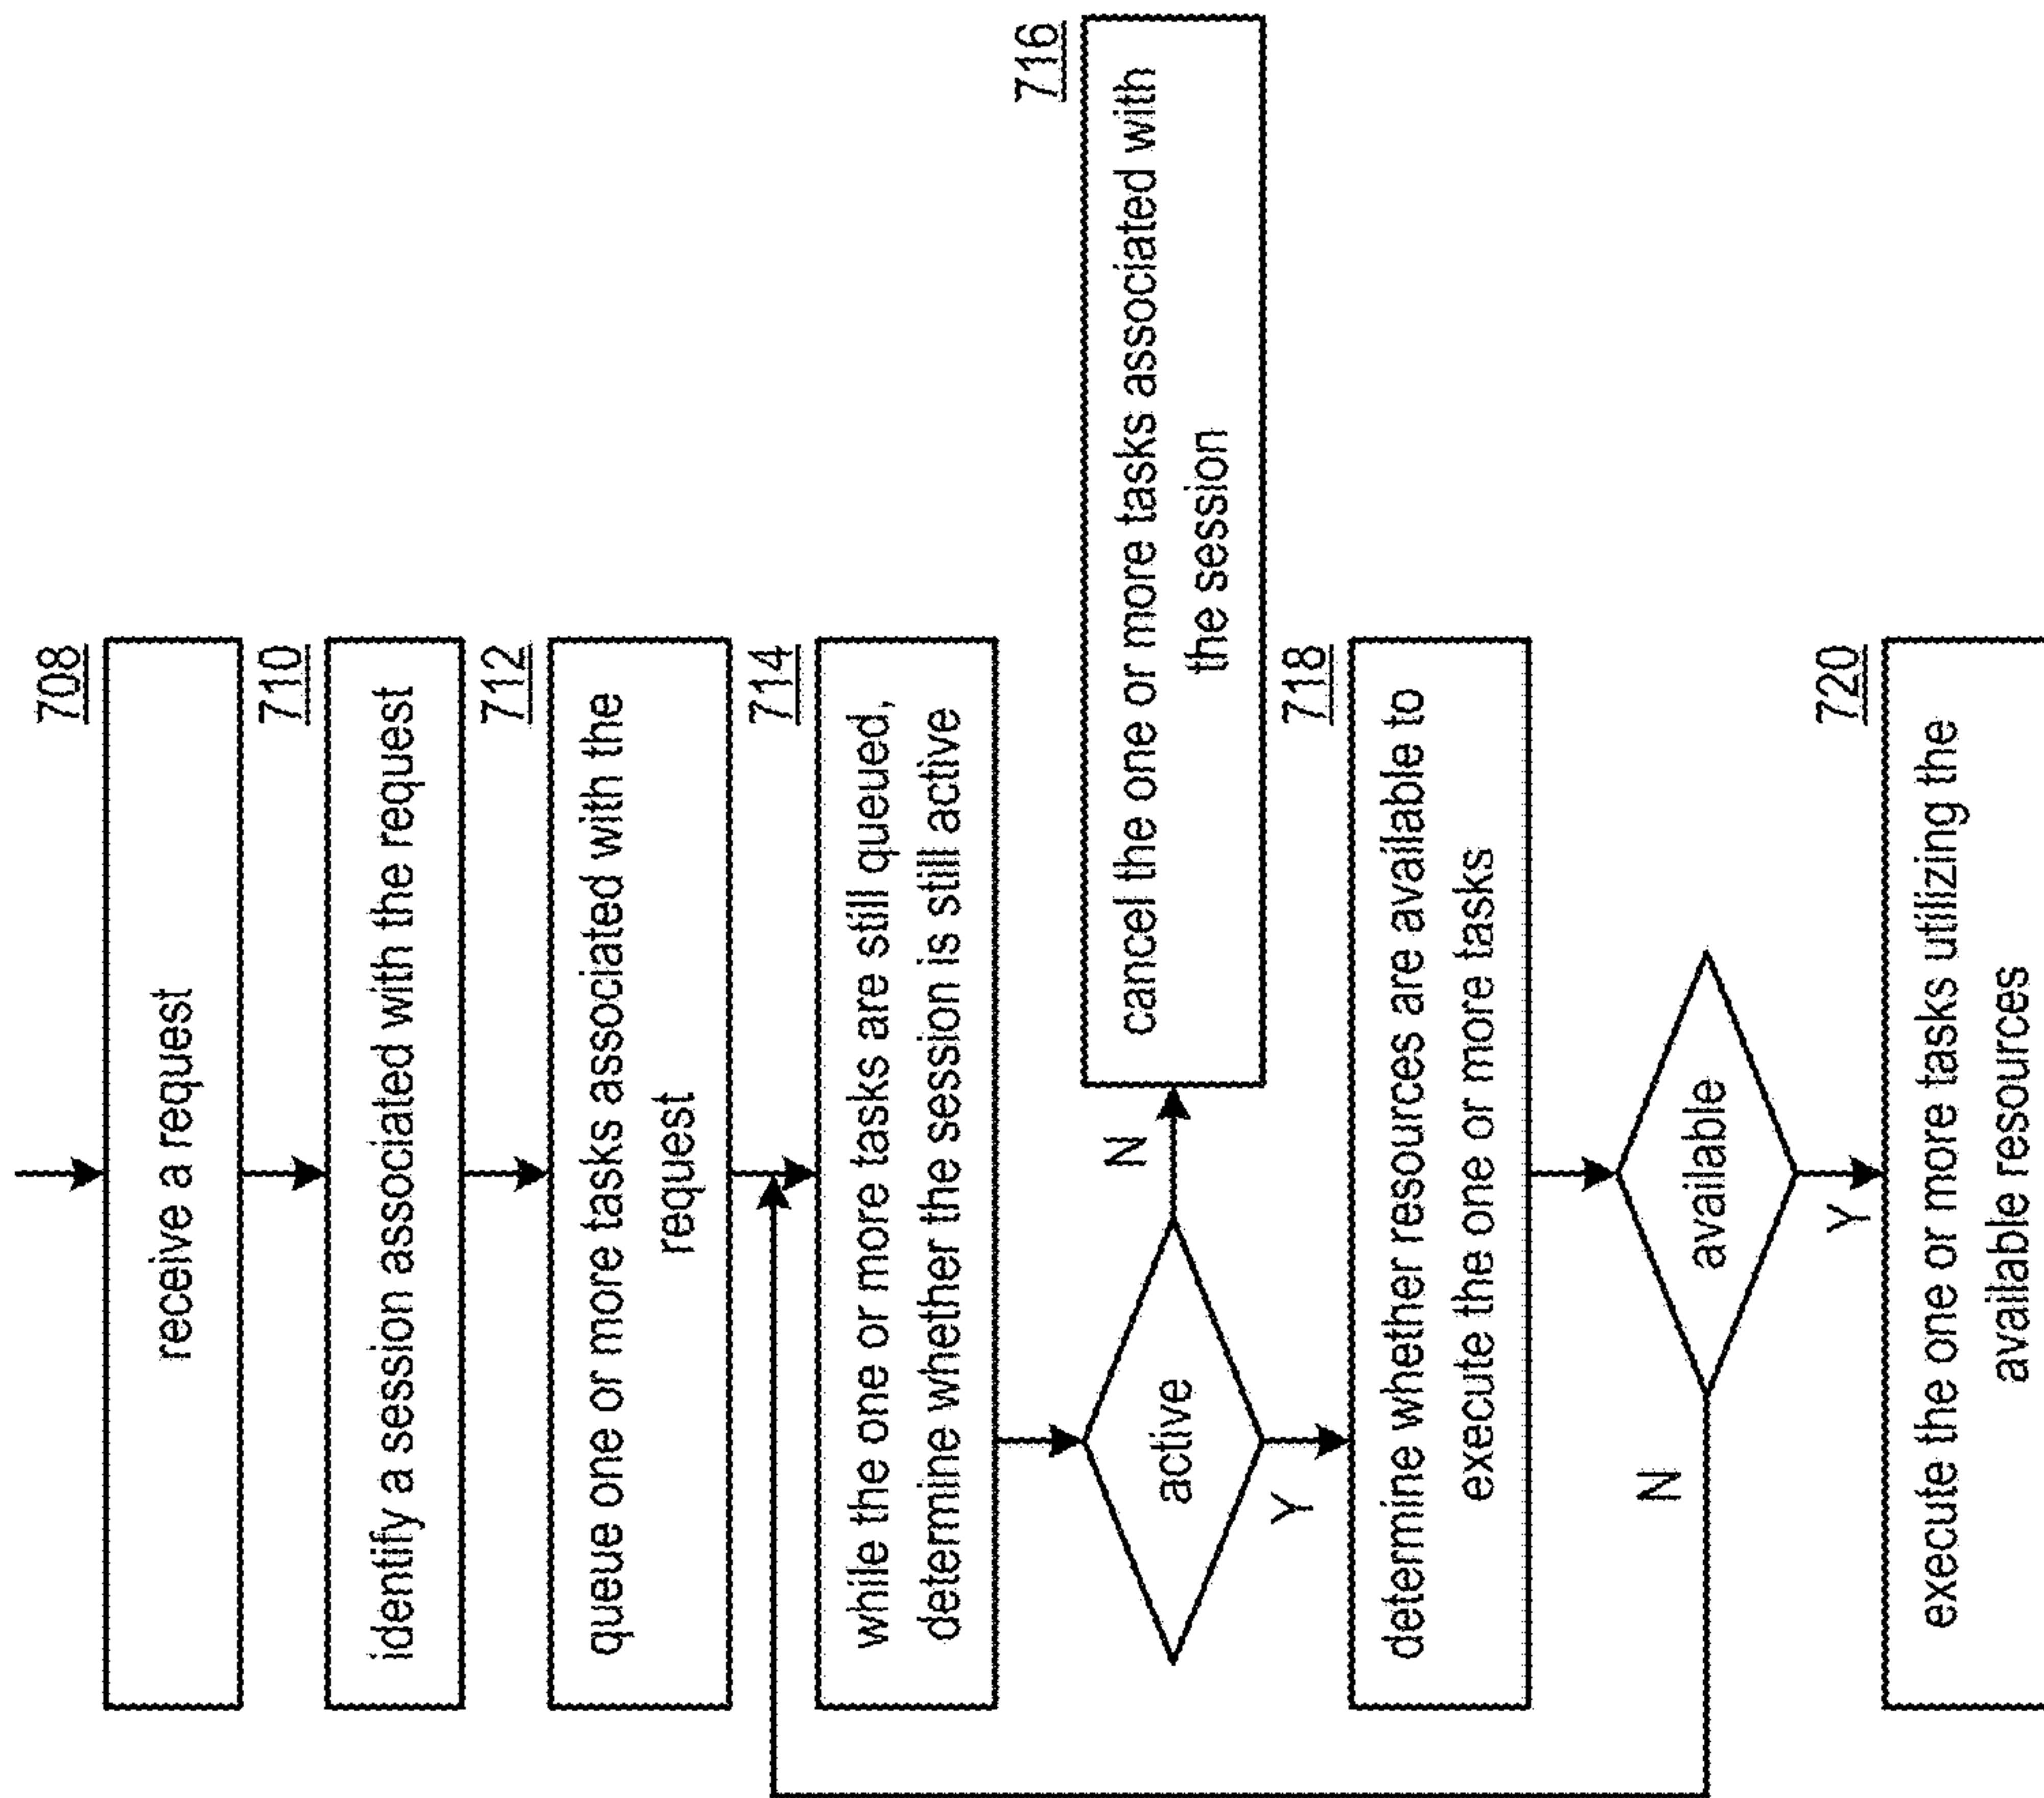 708
receive a request
710
identify a session associated with the request
712
queue one or more tasks associated with the
request
714
while the one or more tasks are still queued,
determine whether the session is still active
active
N
716
cancel the one or more tasks associated with
the session
Y
718
determine whether resources are available to
execute the one or more tasks
available
N
Y
720
execute the one or more tasks utilizing the
available resources